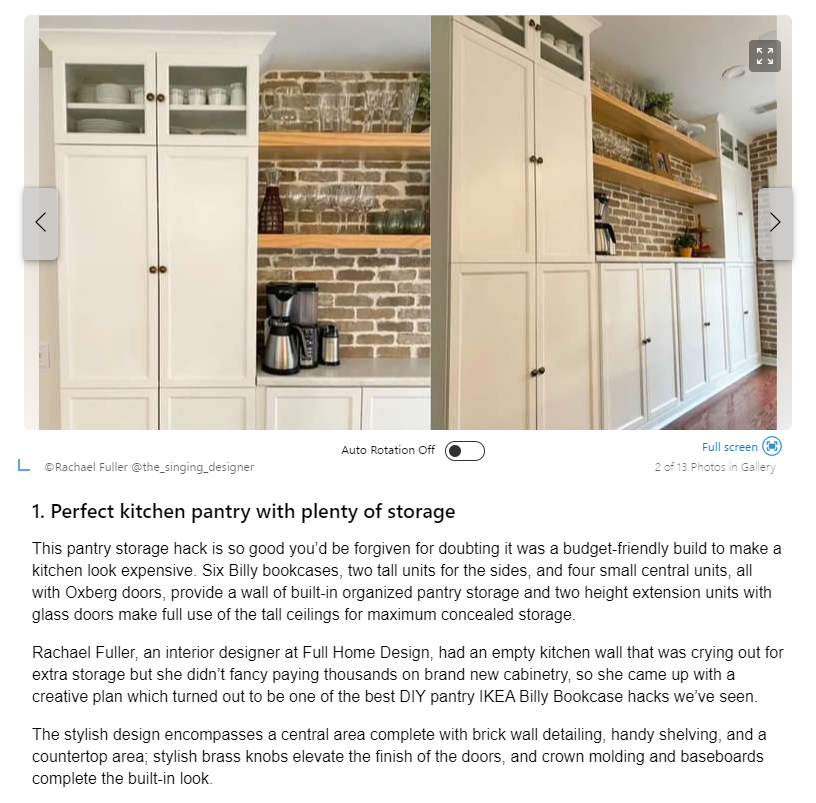 Auto Rotation Off
Full screen
©Rachael Fuller @the_singing_designer
2 of 13 Photos in Gallery
1. Perfect kitchen pantry with plenty of storage
This pantry storage hack is so good you’d be forgiven for doubting it was a budget-friendly build to make a
kitchen look expensive. Six Billy bookcases, two tall units for the sides, and four small central units, all
with Oxberg doors, provide a wall of built-in organized pantry storage and two height extension units with
glass doors make full use of the tall ceilings for maximum concealed storage.
Rachael Fuller, an interior designer at Full Home Design, had an empty kitchen wall that was crying out for
extra storage but she didn’t fancy paying thousands on brand new cabinetry, so she came up with a
creative plan which turned out to be one of the best DIY pantry IKEA Billy Bookcase hacks we’ve seen.
The stylish design encompasses a central area complete with brick wall detailing, handy shelving, and a
countertop area; stylish brass knobs elevate the finish of the doors, and crown molding and baseboards
complete the built-in look.